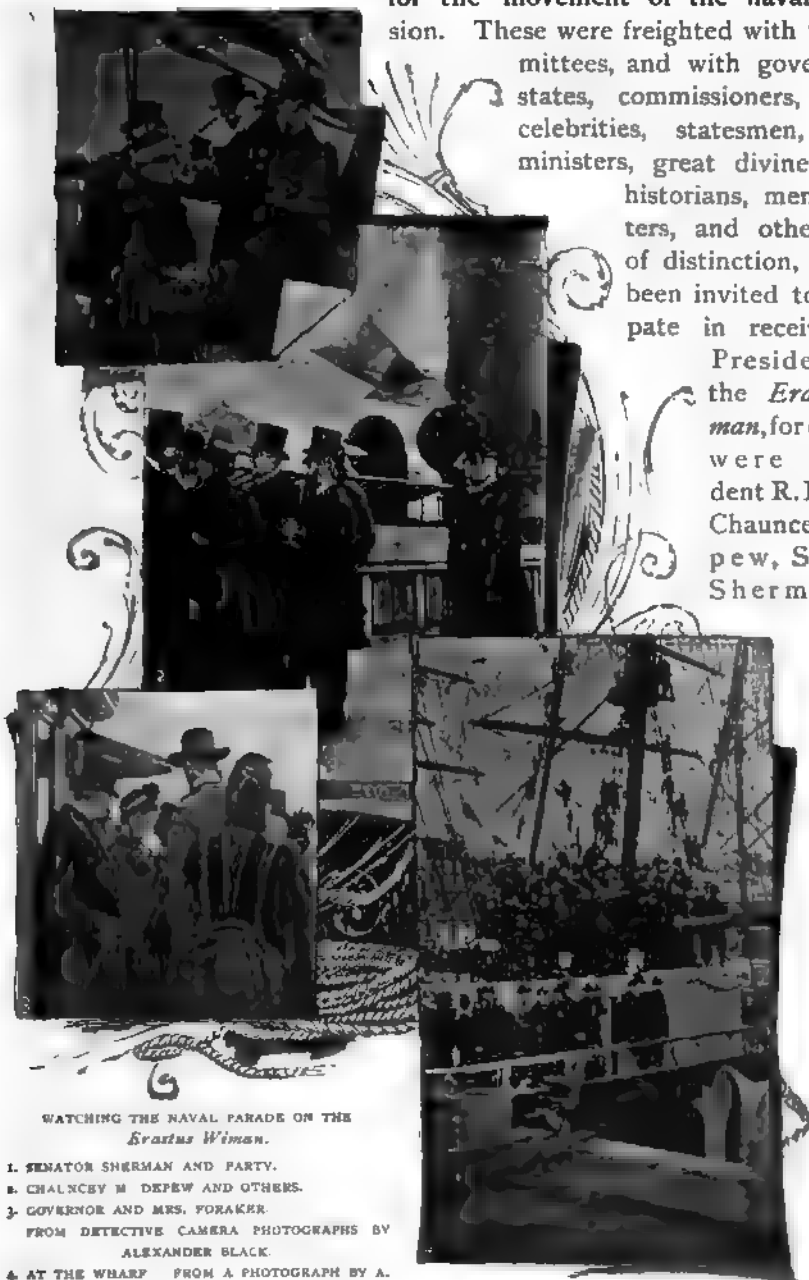 for the movement of the naval
sion. These were freighted with
mittees, and with gove
states, commissioners,
celebrities, statesmen,
ministers, great divine
historians, men
ters, and othe
of distinction,
been invited to
pate in recei
Preside
the Era
man, for
were
dent R.
Chaunce
pew, S
Sherm
2
3
WATCHING THE NAVAL PARADE ON THE
Erastus Wiman.
1. SENATOR SHERMAN AND PARTY.
2. CHAUNCEY M DEPEW AND OTHERS.
3. GOVERNOR AND MRS. FORAKER
FROM DETECTIVE CAMERA PHOTOGRAPHS BY
ALEXANDER BLACK
4. AT THE WHARF FROM A PHOTOGRAPH BY A.